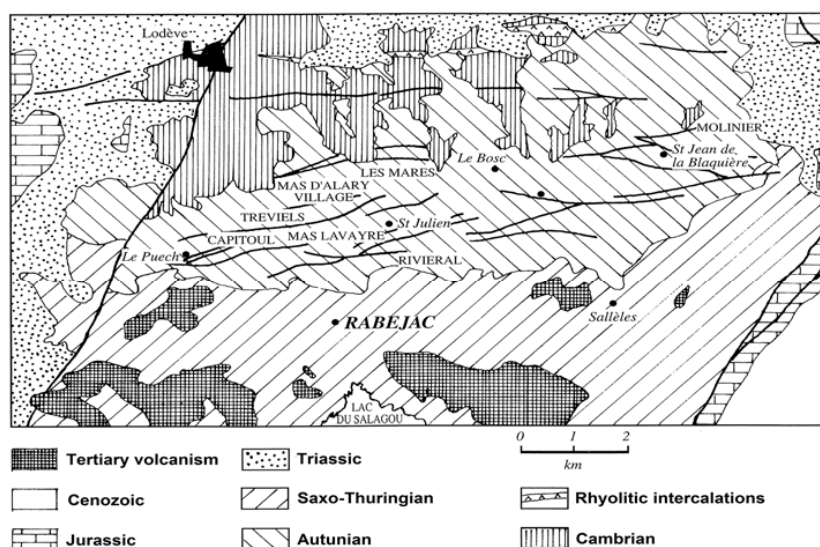 Lodève
MOLINIER
St Jean de
la Blaquière
Le Bosc
LES MARES
MAS D'ALARY
VILLAGE
TREVIELS
St Julien
CAPITOUL
MAS LAVAYRE
Le Puech
RIVIERAL
RABEJAC
Sallèles
LAC
DU SALAGOU
0 1 2
km
Tertiary volcanism
Triassic
Cenozoic
Saxo-Thuringian
Rhyolitic intercalations
Jurassic
Autunian
Cambrian